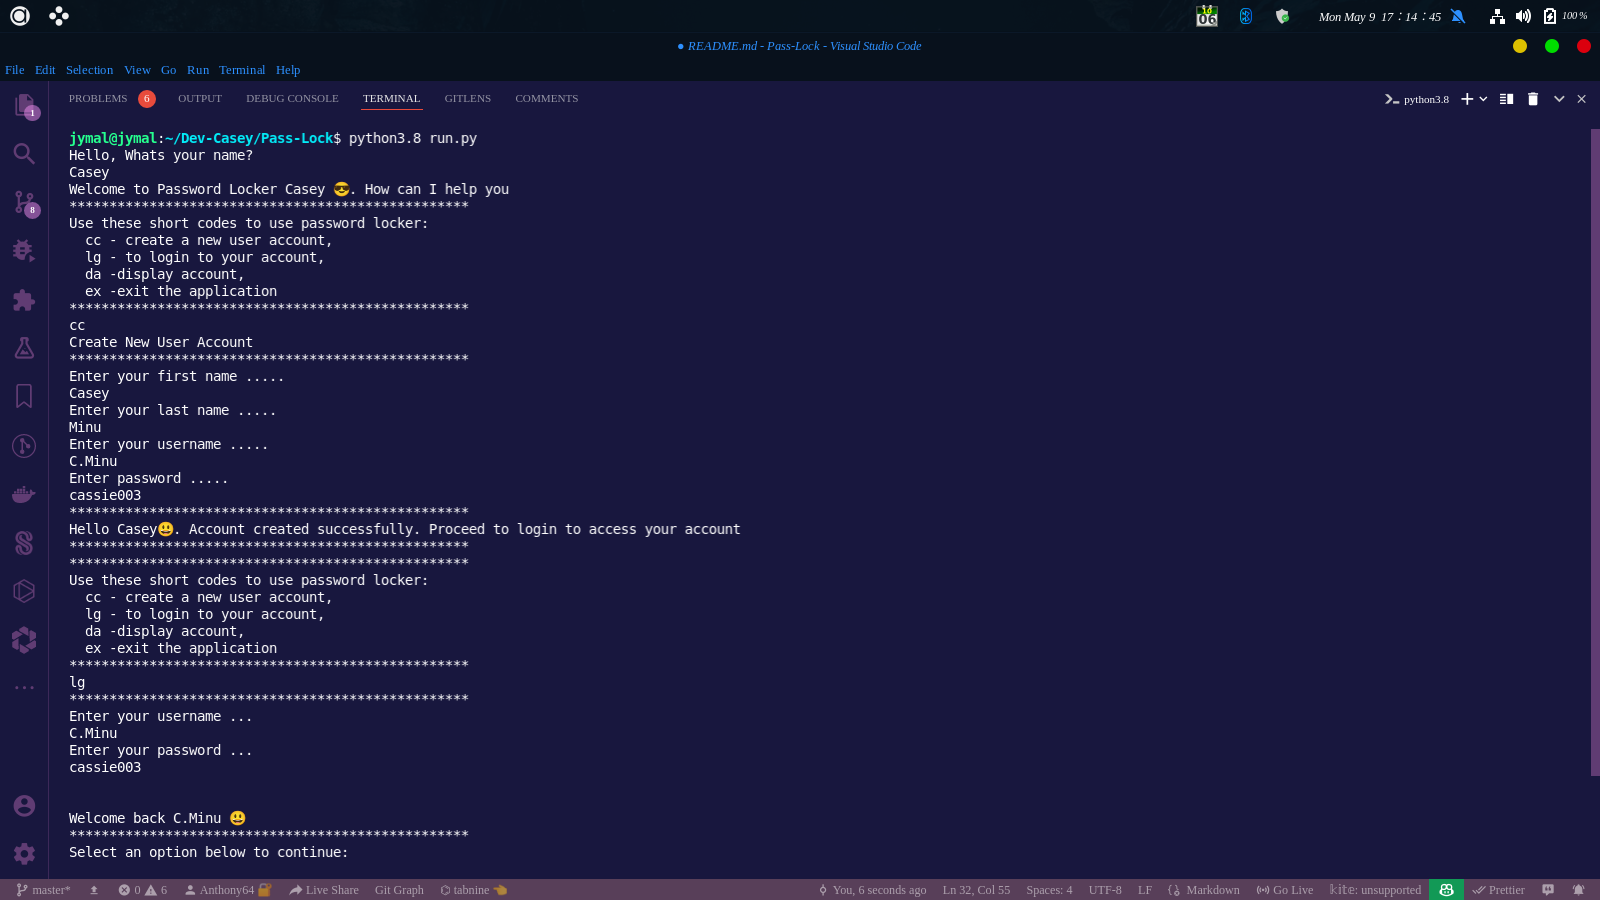 Mon May 9 17:14:45
100 %
● README.md - Pass-Lock - Visual Studio Code
File Edit Selection View Go Run Terminal Help
PROBLEMS 6 OUTPUT DEBUG CONSOLE TERMINAL GITLENS COMMENTS
python3.8
1
8
jymal@jymal:~/Dev-Casey/Pass-Lock$ python3.8 run.py
Hello, Whats your name?
Casey
Welcome to Password Locker Casey 😎. How can I help you
**************************************************
Use these short codes to use password locker:
  cc - create a new user account,
  lg - to login to your account,
  da -display account,
  ex -exit the application
**************************************************
cc
Create New User Account
**************************************************
Enter your first name .....
Casey
Enter your last name .....
Minu
Enter your username .....
C.Minu
Enter password .....
cassie003
**************************************************
Hello Casey😃. Account created successfully. Proceed to login to access your account
**************************************************
**************************************************
Use these short codes to use password locker:
  cc - create a new user account,
  lg - to login to your account,
  da -display account,
  ex -exit the application
**************************************************
lg
**************************************************
Enter your username ...
C.Minu
Enter your password ...
cassie003
Welcome back C.Minu 😃
**************************************************
Select an option below to continue:
master* 0 6 Anthony64 🔐 Live Share Git Graph tabnine 👈 You, 6 seconds ago Ln 32, Col 55 Spaces: 4 UTF-8 LF Markdown Go Live kite: unsupported Prettier